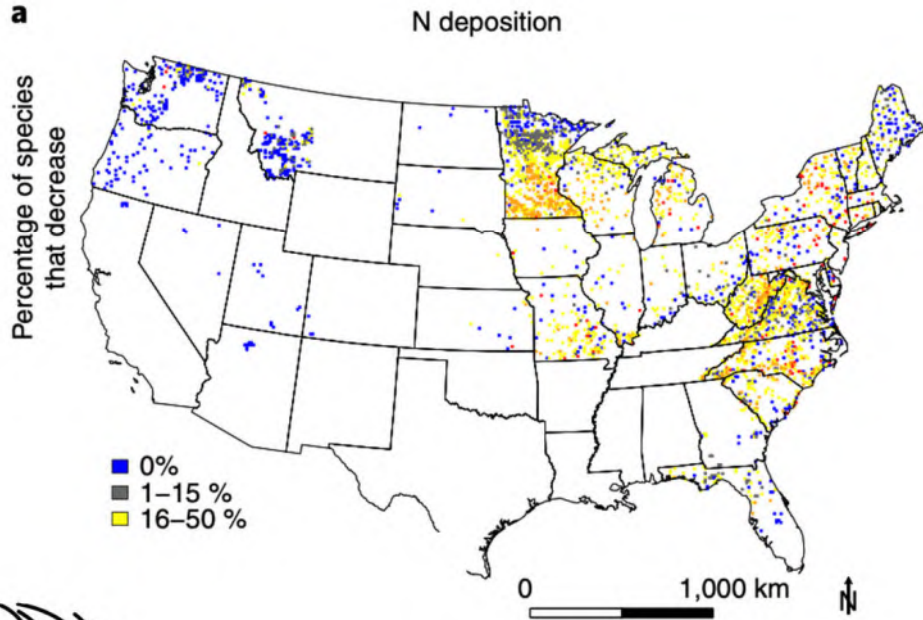 a
N deposition
Percentage of species
that decrease
0%
1–15 %
16–50 %
0
1,000 km
N